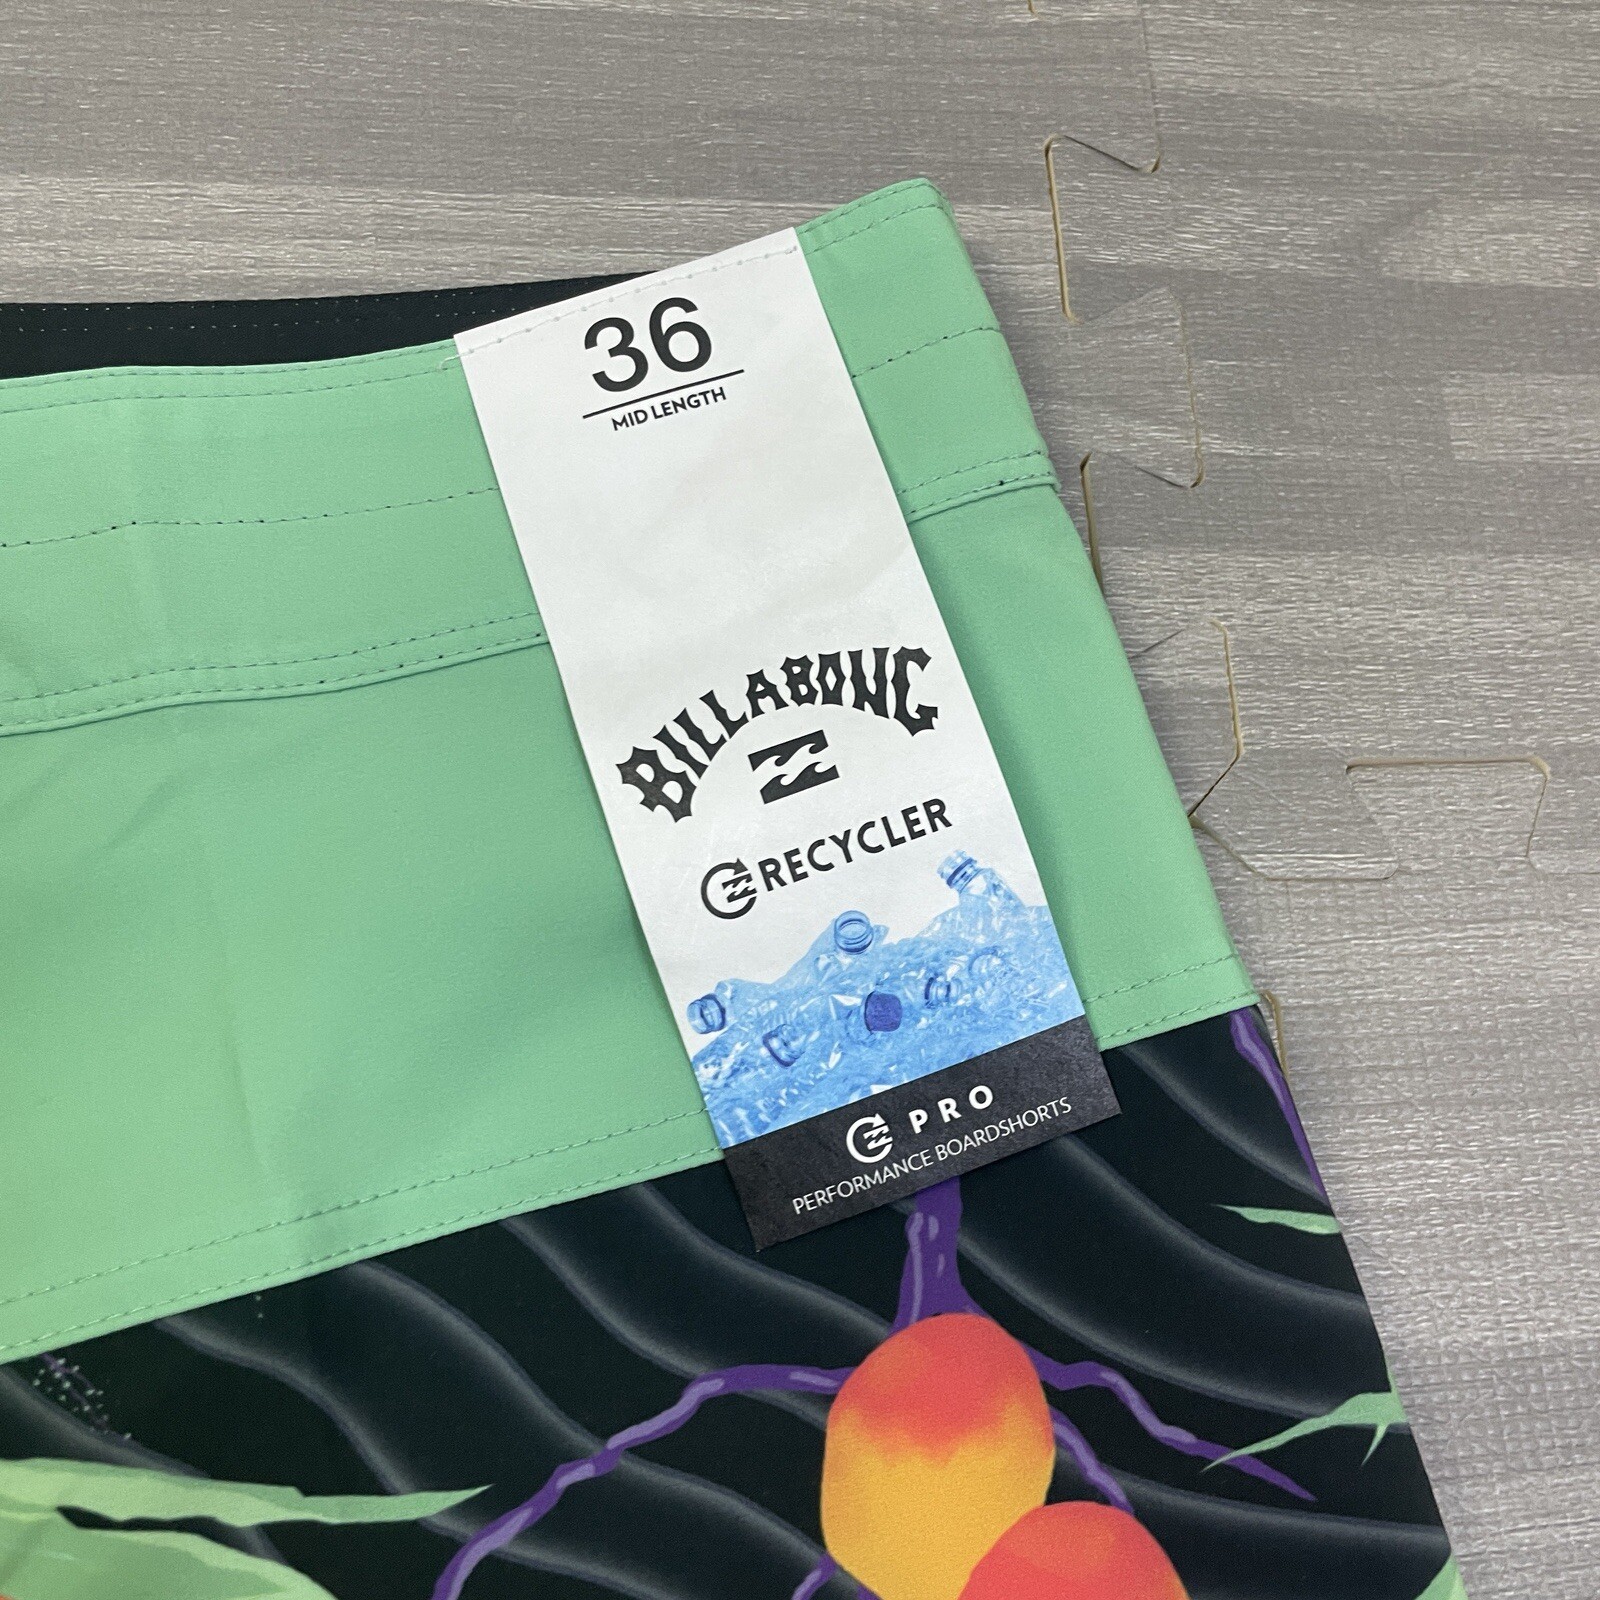 36
MID LENGTH
BILLABONG
RECYCLER
PRO
PERFORMANCE BOARDSHORTS